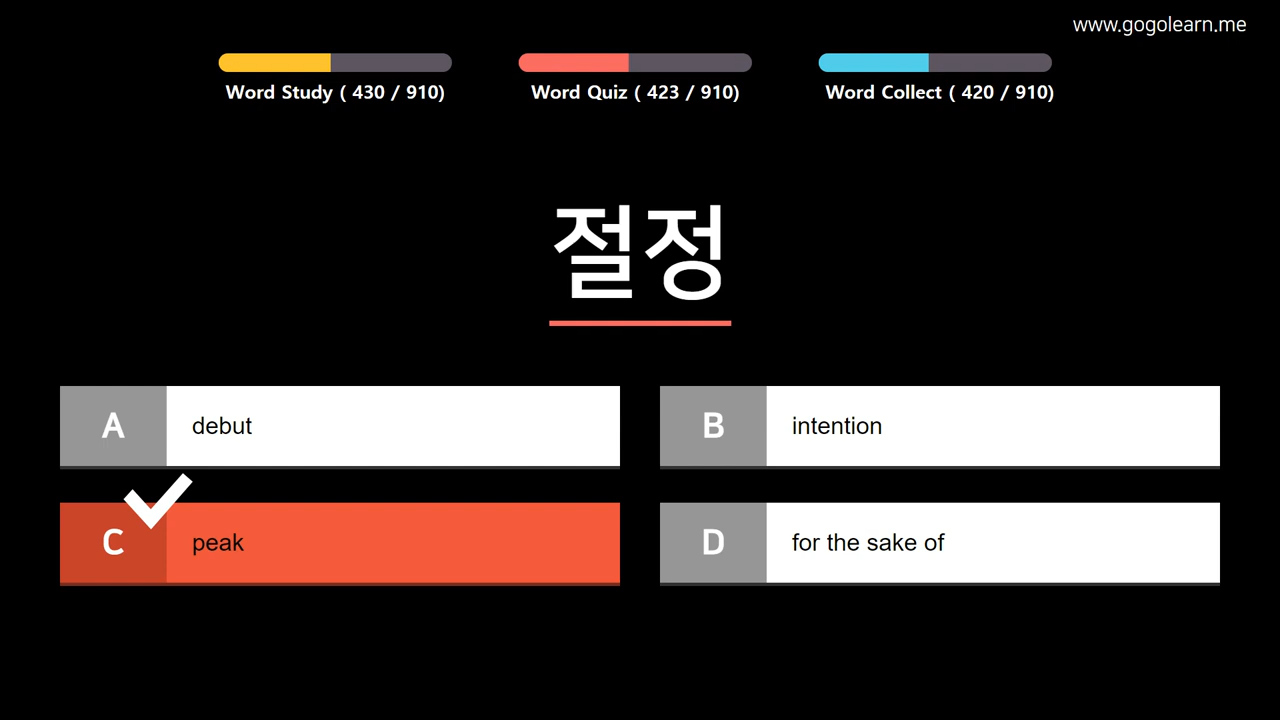 www.gogolearn.me
Word Study ( 430 / 910)
Word Quiz ( 423 / 910)
Word Collect ( 420 / 910)
절정
A debut
B intention
C peak
D for the sake of